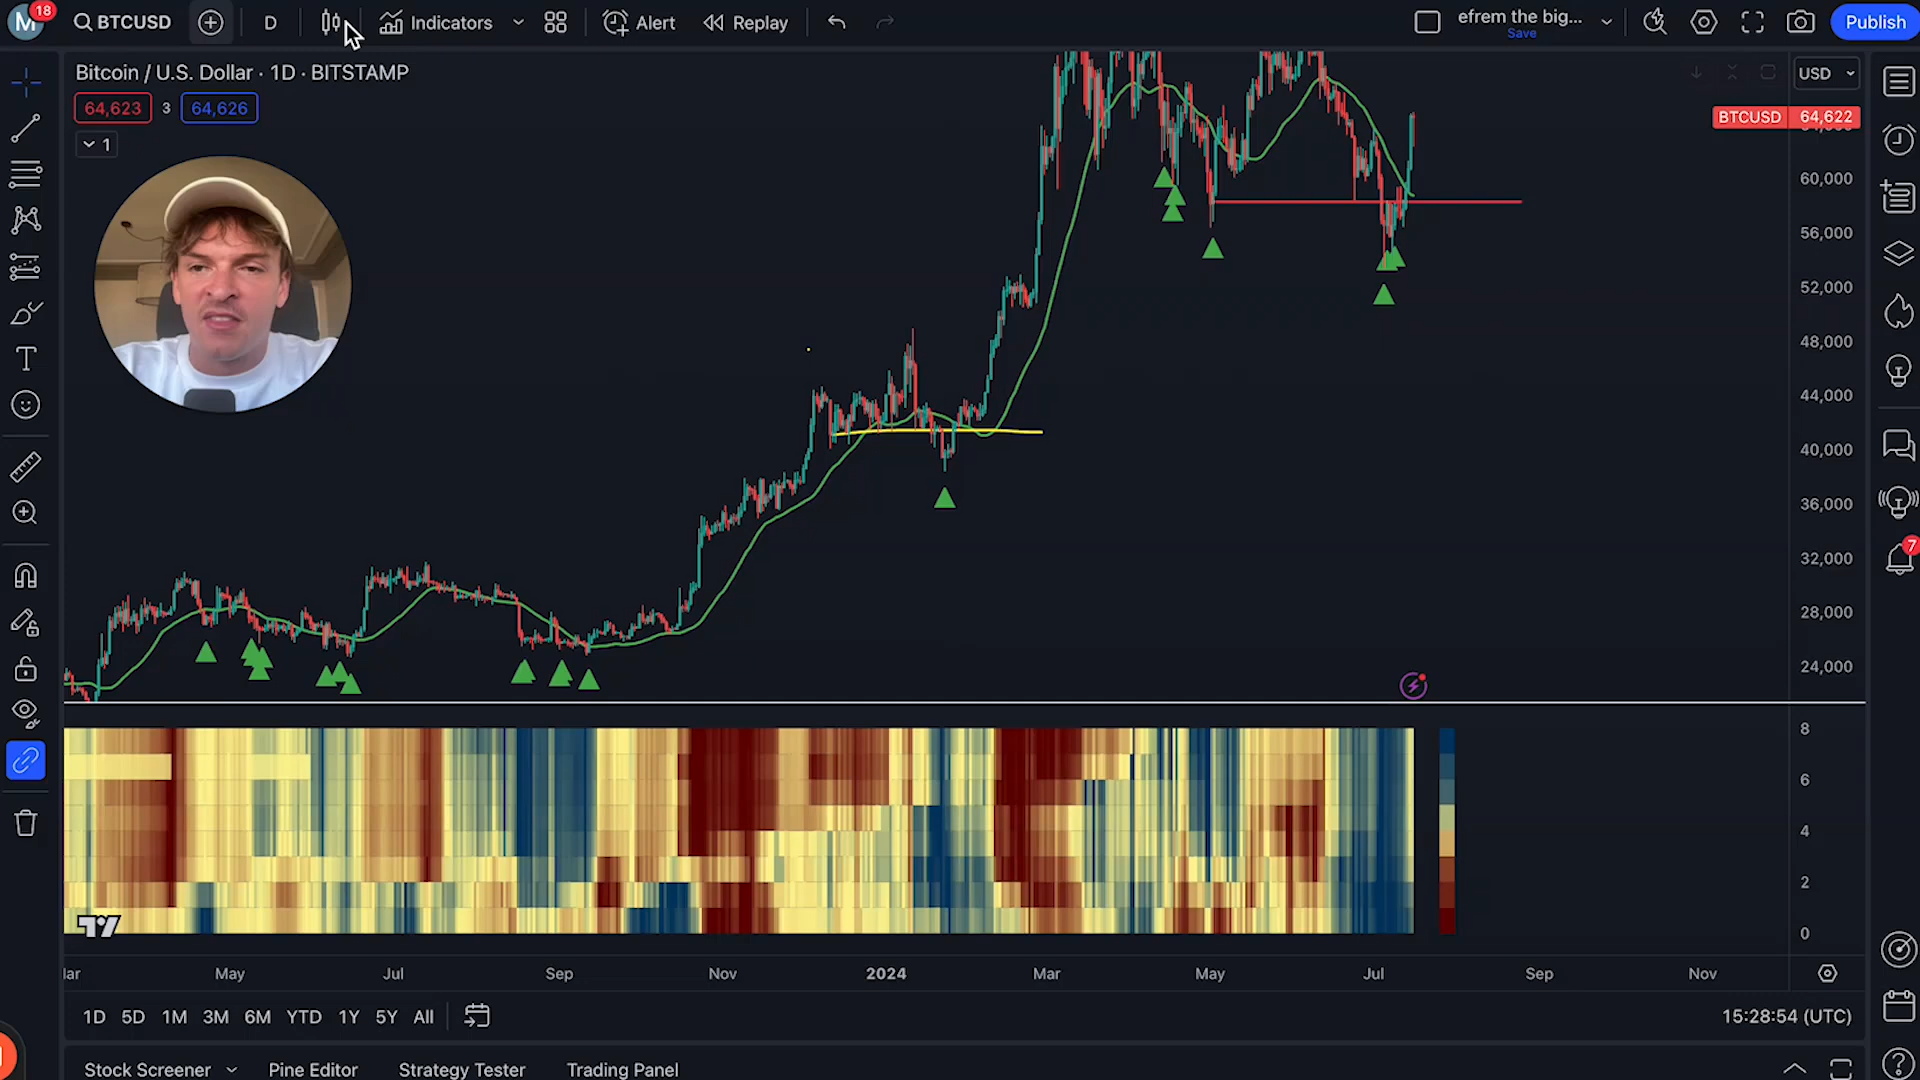 M 18 BTCUSD D Indicators Alert Replay efrem the big... Save Publish
Bitcoin / U.S. Dollar · 1D · BITSTAMP
USD
64,623 3 64,626
BTCUSD 64,622
1
60,000
56,000
52,000
48,000
44,000
40,000
36,000
32,000
28,000
24,000
7
8
6
4
2
0
May Jul Sep Nov 2024 Mar May Jul Sep Nov
1D 5D 1M 3M 6M YTD 1Y 5Y All 15:28:54 (UTC)
Stock Screener Pine Editor Strategy Tester Trading Panel